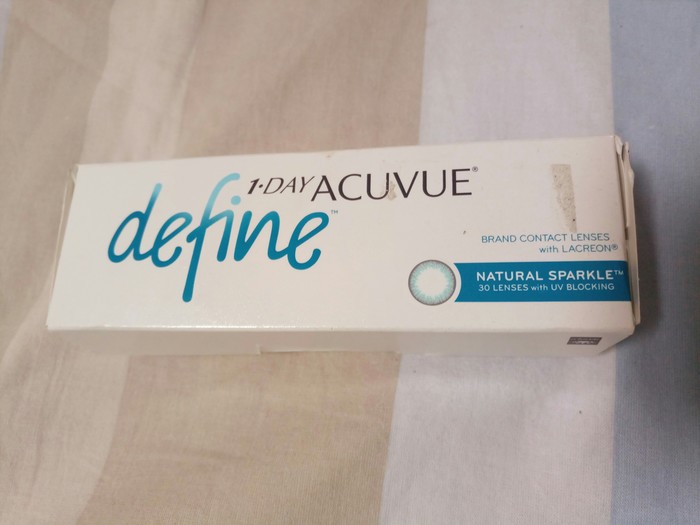 1·DAY ACUVUE®
define™
BRAND CONTACT LENSES
with LACREON®
NATURAL SPARKLE™
30 LENSES with UV BLOCKING